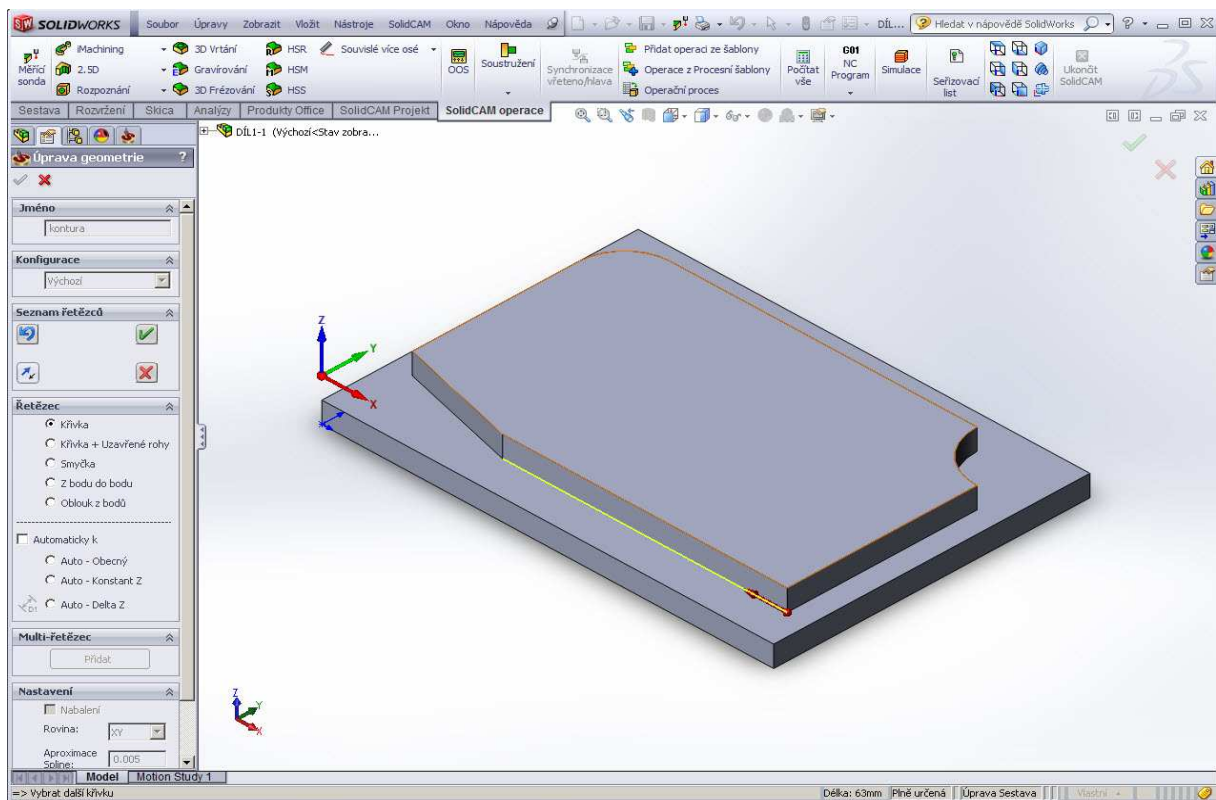 SOLIDWORKS Soubor Úpravy Zobrazit Vložit Nástroje SolidCAM Okno Nápověda DíL... Hledat v nápovědě SolidWorks
Měřicí sonda
iMachining
2.5D
Rozpoznání
3D Vrtání
Gravírování
3D Frézování
HSR
HSM
HSS
Souvislé více osé
OOS
Soustružení
Synchronizace vřeteno/hlava
Přidat operaci ze šablony
Operace z Procesní šablony
Operační proces
Počítat vše
G01
NC Program
Simulace
Seřizovací list
Ukončit SolidCAM
Sestava Rozvržení Skica Analýzy Produkty Office SolidCAM Projekt SolidCAM operace
DíL1-1 (Výchozí<Stav zobra...
Úprava geometrie ?
Jméno
kontura
Konfigurace
Výchozí
Seznam řetězců
Řetězec
Křivka
Křivka + Uzavřené rohy
Smyčka
Z bodu do bodu
Oblouk z bodů
Automaticky k
Auto - Obecný
Auto - Konstant Z
Auto - Delta Z
Multi-řetězec
Přidat
Nastavení
Nabalení
Rovina: XY
Aproximace Spline: 0.005
Z
Y
X
Z
Y
X
Model Motion Study 1
=> Vybrat další křivku Délka: 63mm Plně určená Úprava Sestava Vlastní